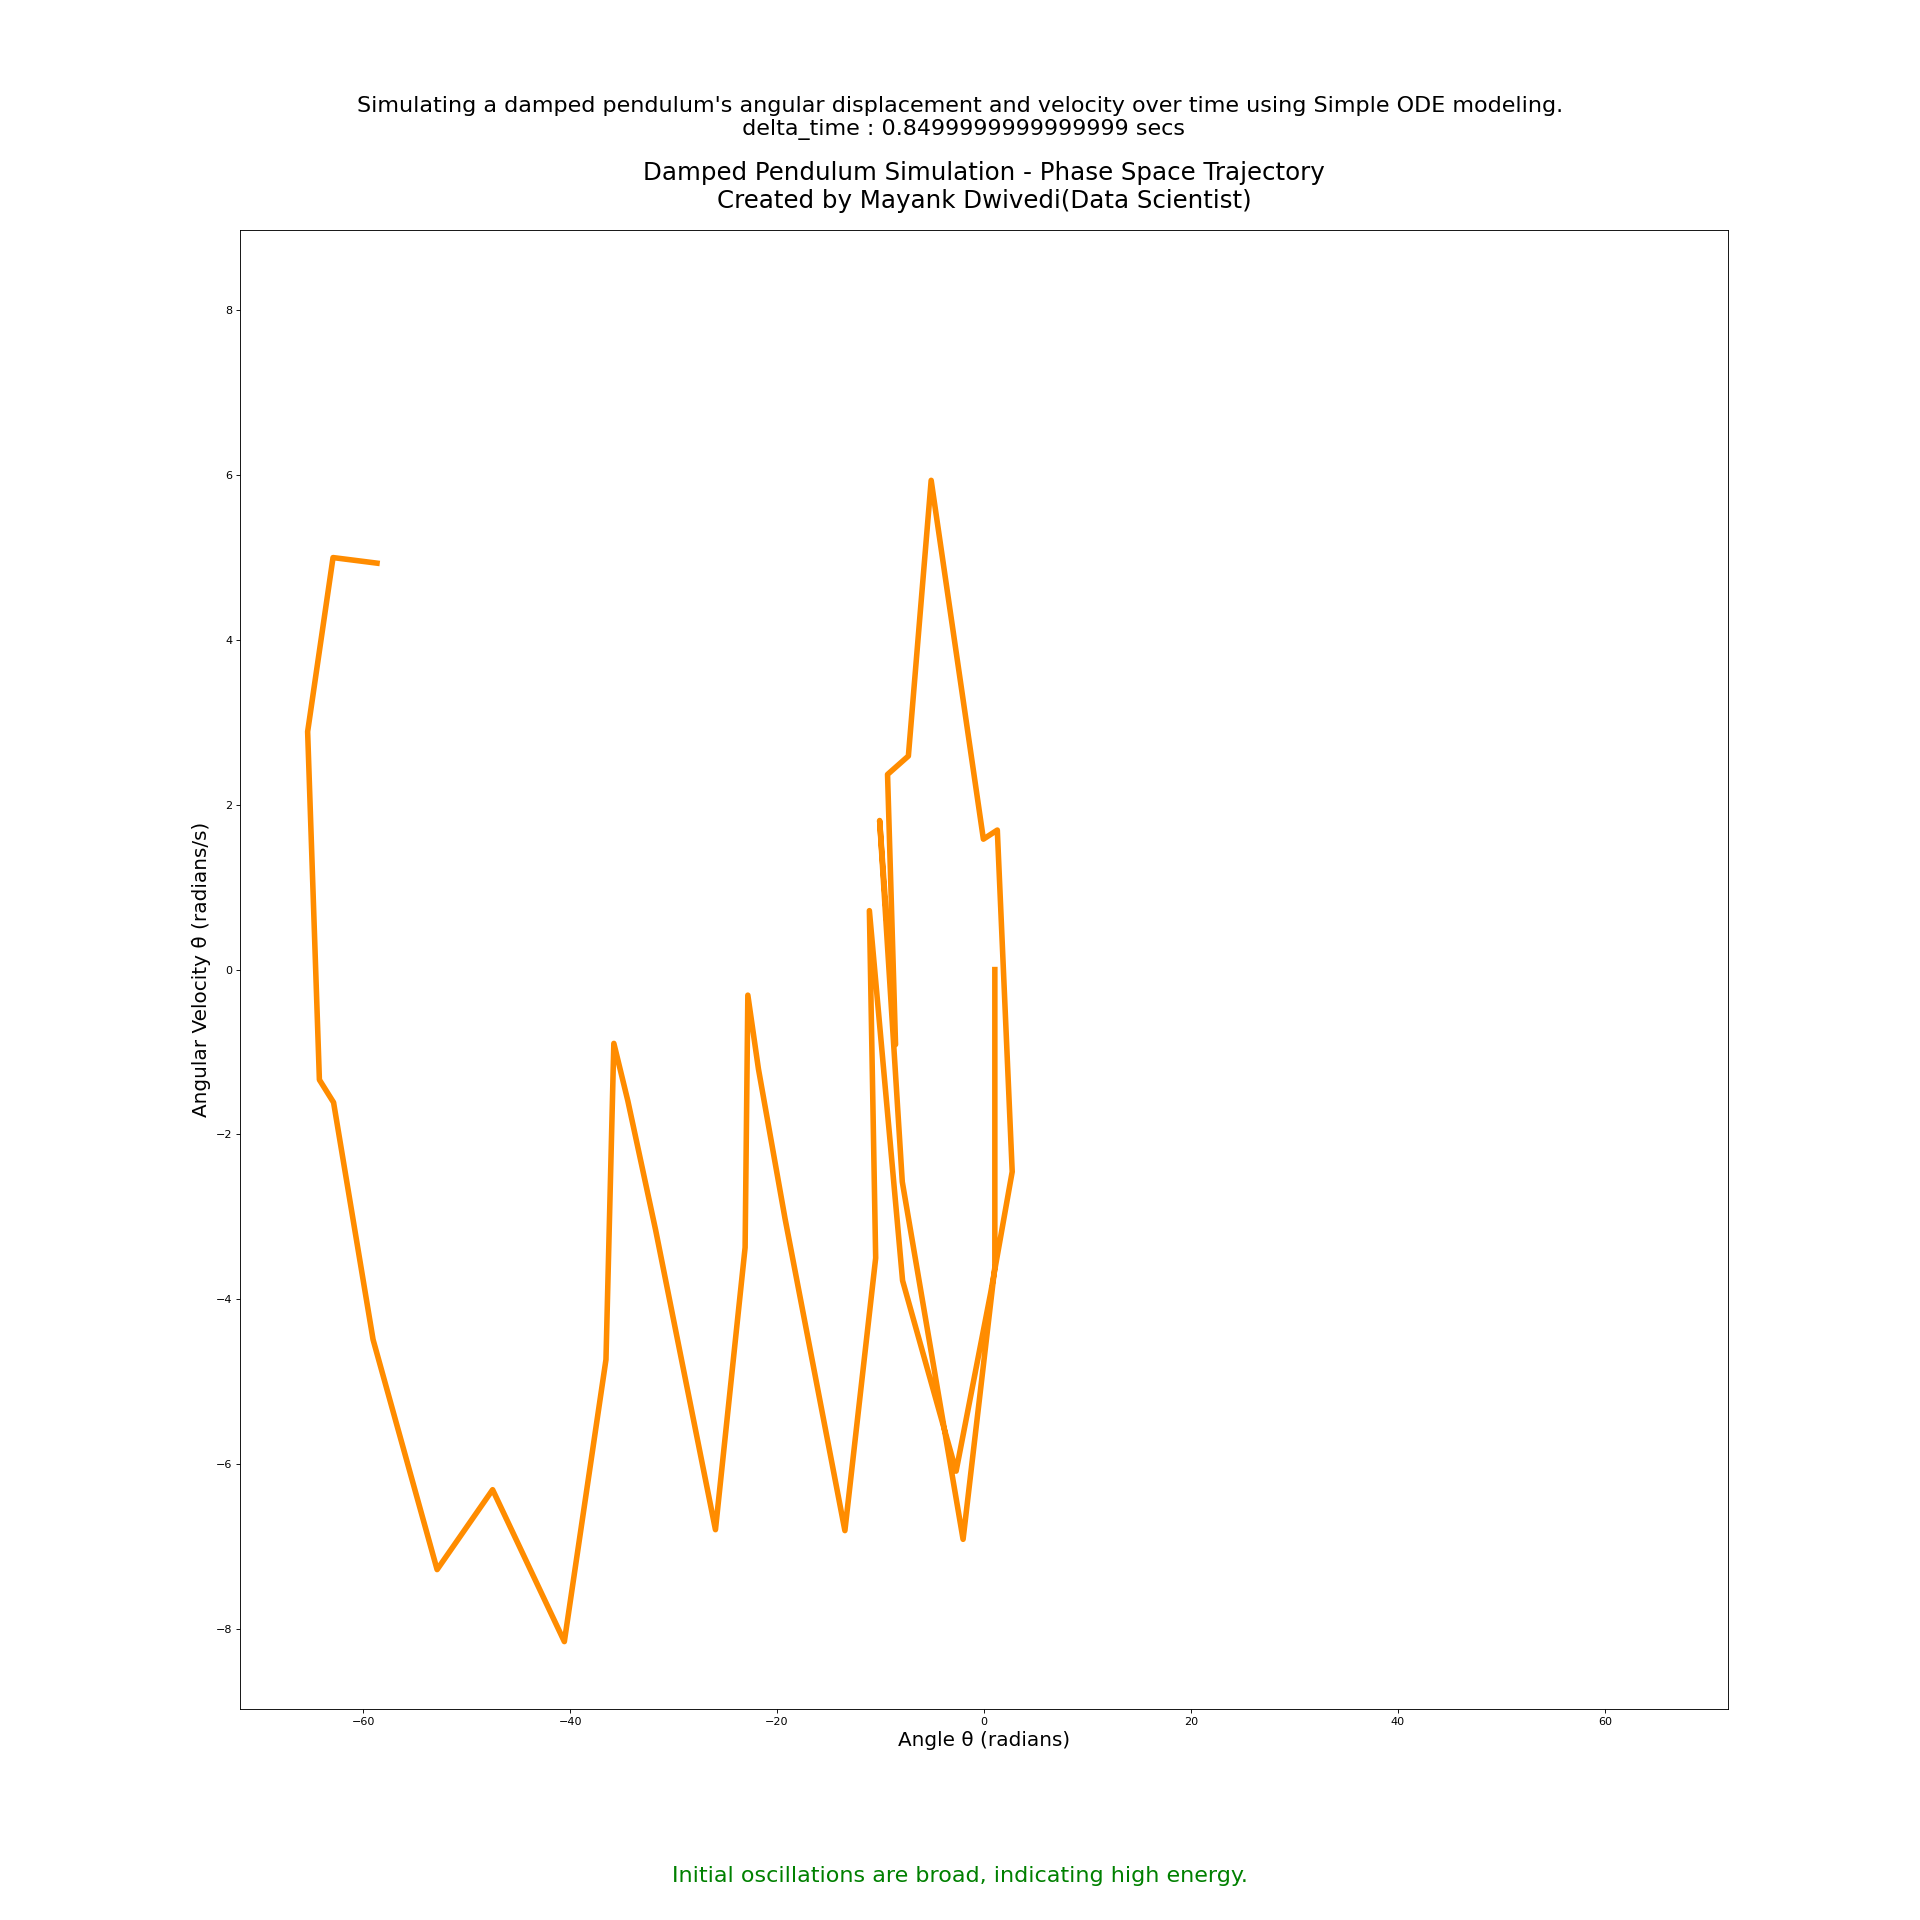 Simulating a damped pendulum's angular displacement and velocity over time using Simple ODE modeling.
delta_time : 0.8499999999999999 secs
Damped Pendulum Simulation - Phase Space Trajectory
Created by Mayank Dwivedi(Data Scientist)
8
6
4
2
0
−2
−4
−6
−8
Angular Velocity θ (radians/s)
−60
−40
−20
0
20
40
60
Angle θ (radians)
Initial oscillations are broad, indicating high energy.